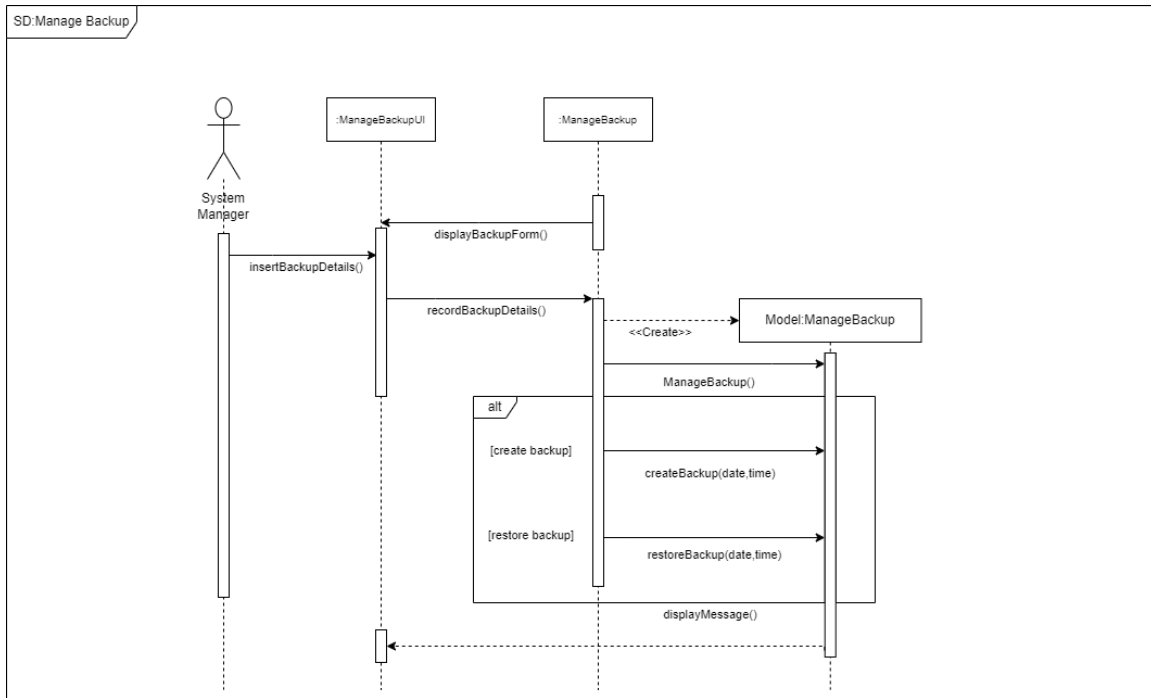 SD:Manage Backup
:ManageBackupUI
:ManageBackup
System
Manager
displayBackupForm()
insertBackupDetails()
recordBackupDetails()
<<Create>>
Model:ManageBackup
ManageBackup()
alt
[create backup]
createBackup(date,time)
[restore backup]
restoreBackup(date,time)
displayMessage()